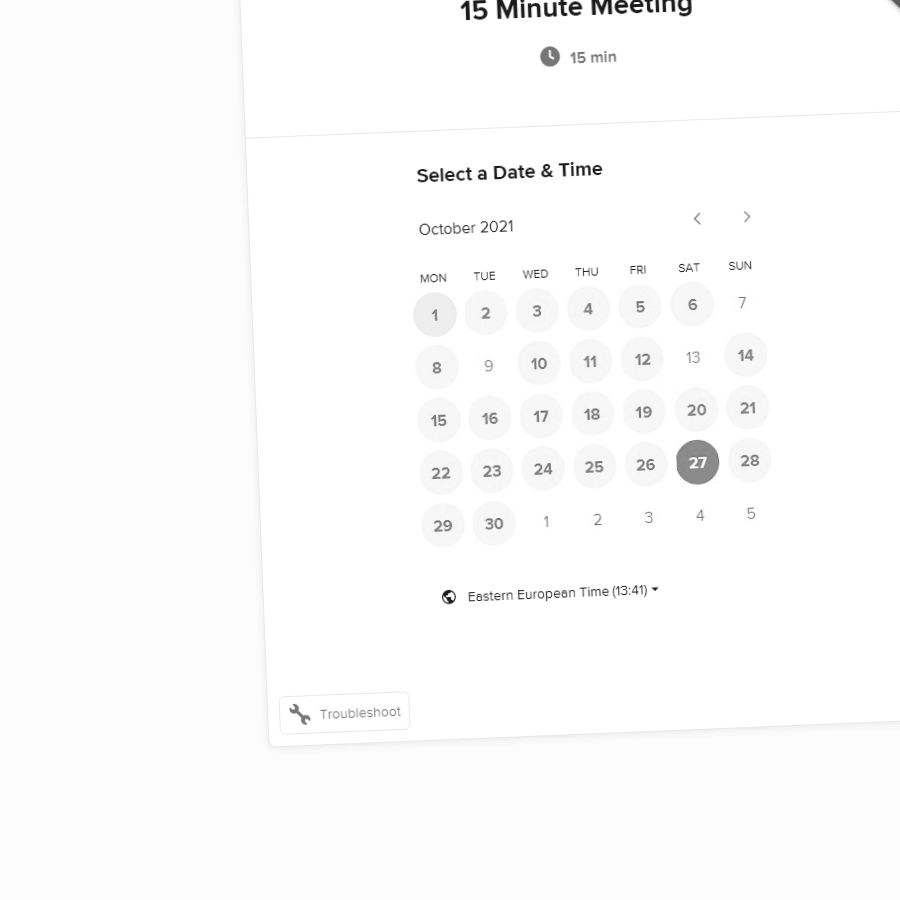 15 Minute Meeting
15 min
Select a Date & Time
October 2021
MON TUE WED THU FRI SAT SUN
1 2 3 4 5 6 7
8 9 10 11 12 13 14
15 16 17 18 19 20 21
22 23 24 25 26 27 28
29 30 1 2 3 4 5
Eastern European Time (13:41)
Troubleshoot